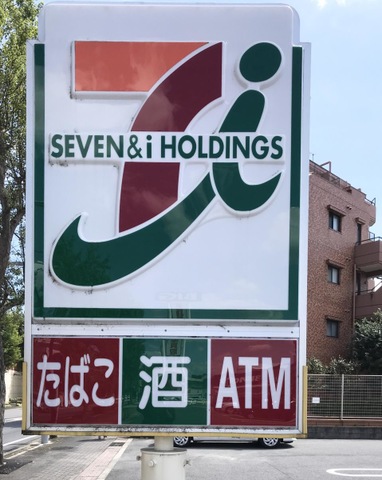 SEVEN&i HOLDINGS
たばこ 酒 ATM